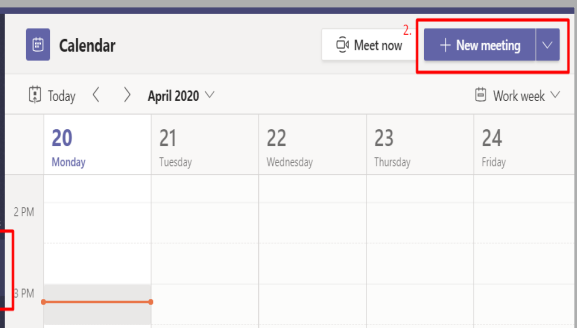 Calendar
Meet now
2.
+ New meeting
Today
April 2020
Work week
20
Monday
21
Tuesday
22
Wednesday
23
Thursday
24
Friday
2 PM
3 PM